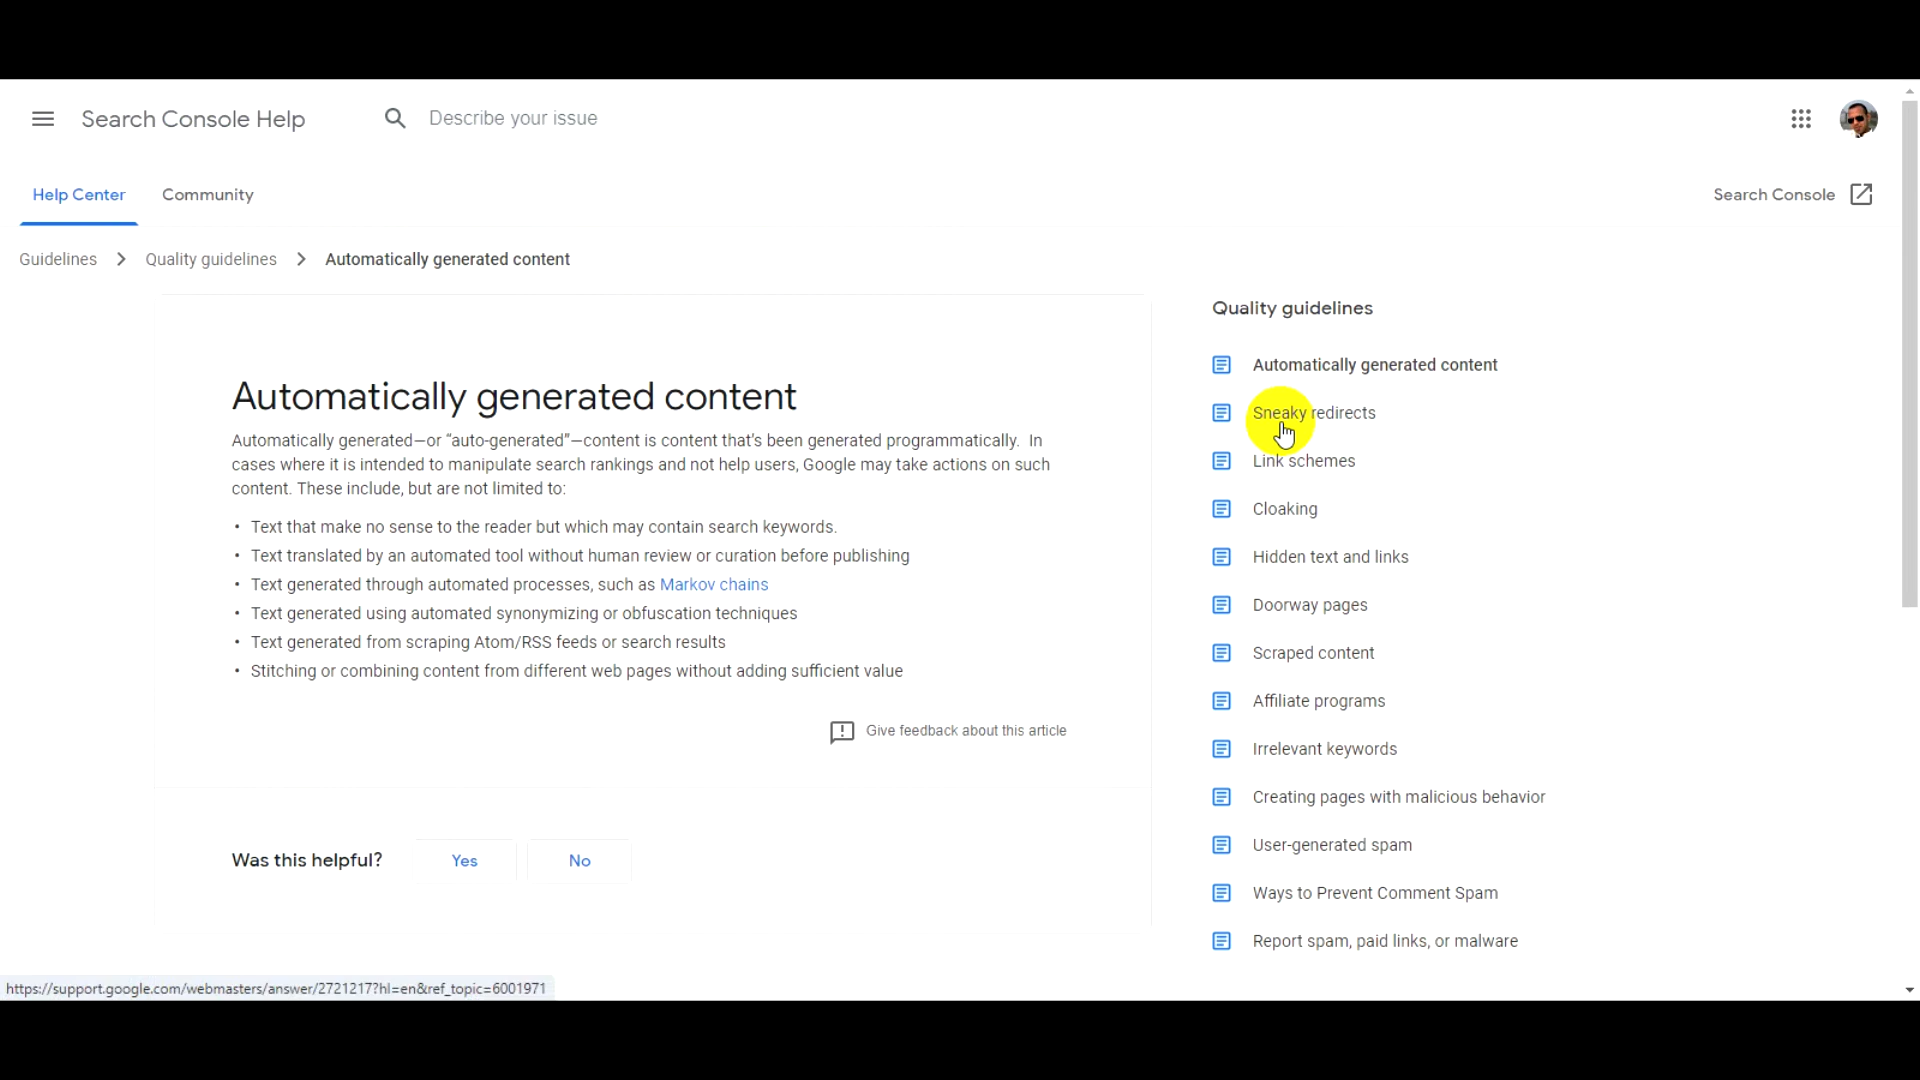 Search Console Help
Describe your issue
Help Center
Community
Search Console
Guidelines
Quality guidelines
Automatically generated content
Automatically generated content
Automatically generated—or “auto-generated”—content is content that's been generated programmatically. In
cases where it is intended to manipulate search rankings and not help users, Google may take actions on such
content. These include, but are not limited to:
• Text that make no sense to the reader but which may contain search keywords.
• Text translated by an automated tool without human review or curation before publishing
• Text generated through automated processes, such as Markov chains
• Text generated using automated synonymizing or obfuscation techniques
• Text generated from scraping Atom/RSS feeds or search results
• Stitching or combining content from different web pages without adding sufficient value
Give feedback about this article
Was this helpful?
Yes
No
Quality guidelines
Automatically generated content
Sneaky redirects
Link schemes
Cloaking
Hidden text and links
Doorway pages
Scraped content
Affiliate programs
Irrelevant keywords
Creating pages with malicious behavior
User-generated spam
Ways to Prevent Comment Spam
Report spam, paid links, or malware
https://support.google.com/webmasters/answer/2721217?hl=en&ref_topic=6001971